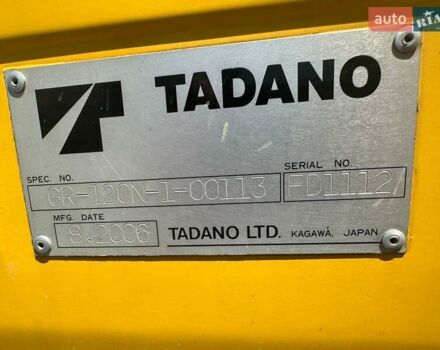 auto
RIA
TADANO
SPEC. NO.
SERIAL NO.
GR-120N-1-00113
FD1112
MFG. DATE
8.2006
TADANO LTD. KAGAWA, JAPAN